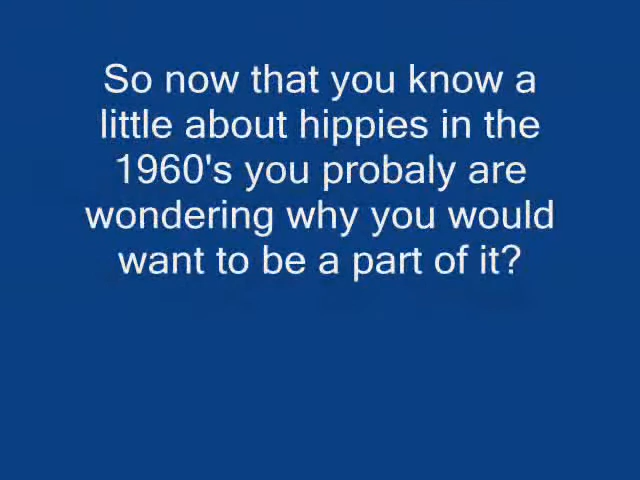 So now that you know a
little about hippies in the
1960's you probaly are
wondering why you would
want to be a part of it?